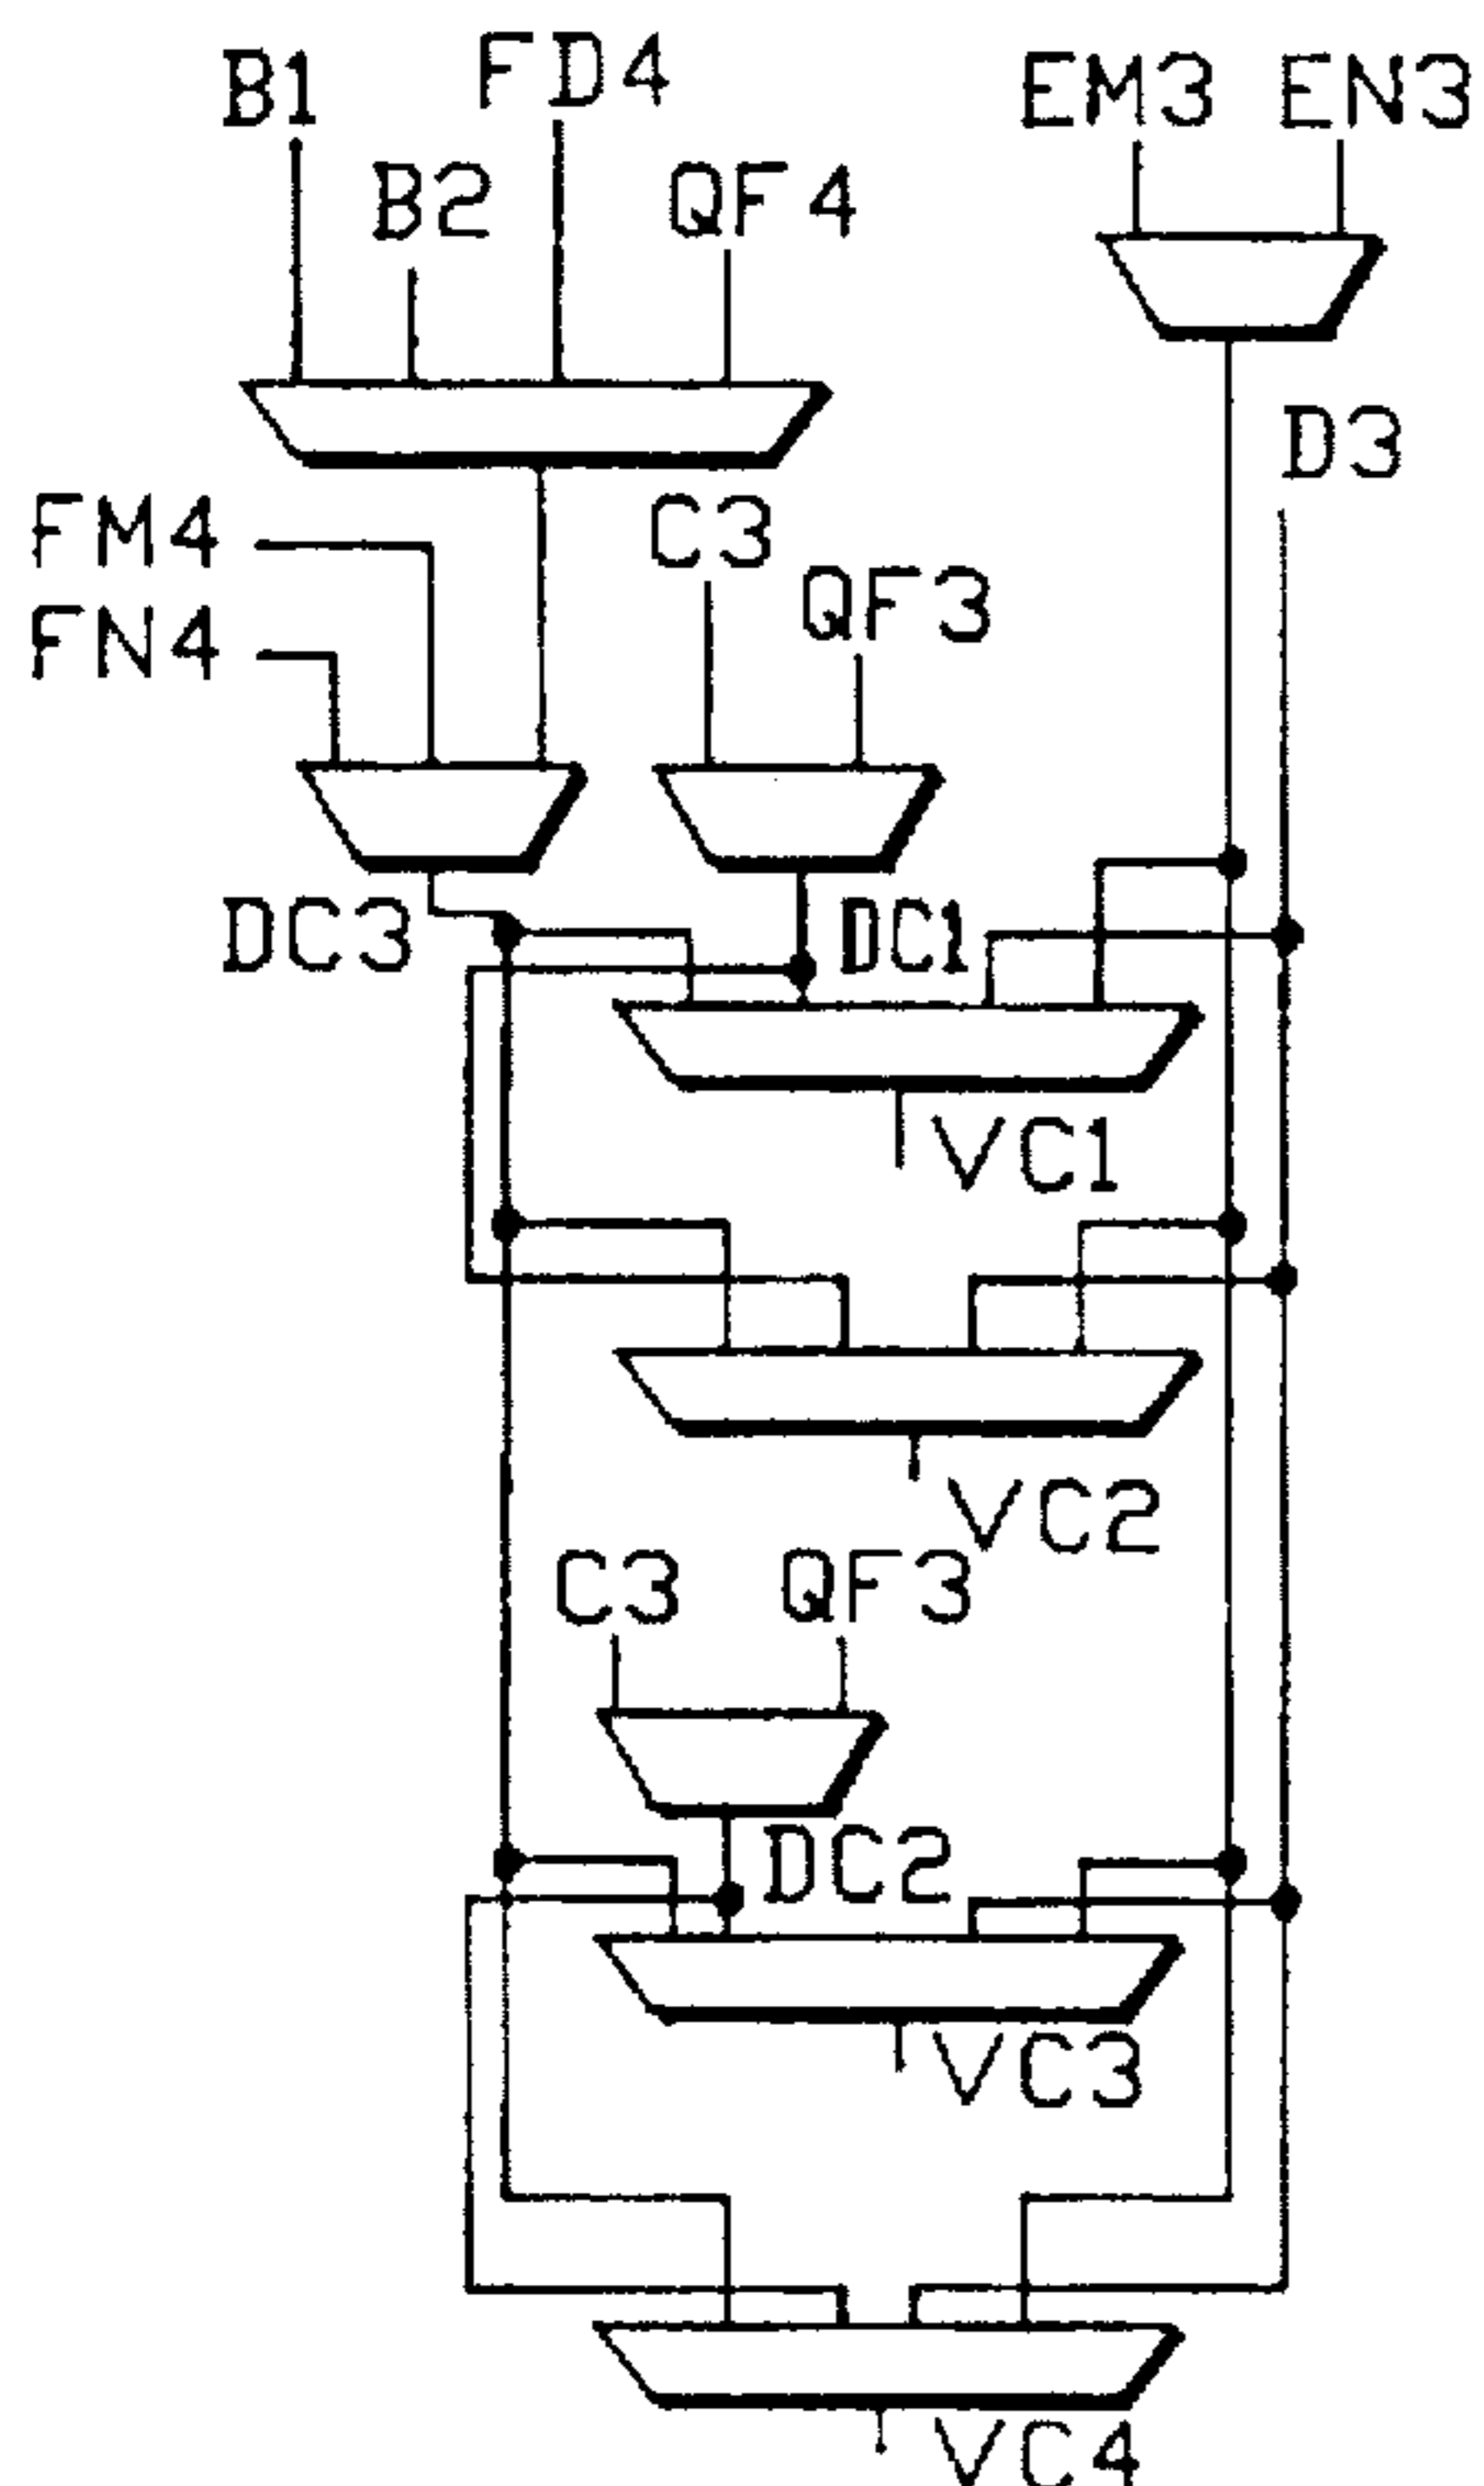 B1 FD4 EM3 EN3
B2 QF4
D3
FM4 C3
QF3
FN4
DC3 DC1
VC1
VC2
C3 QF3
DC2
VC3
VC4